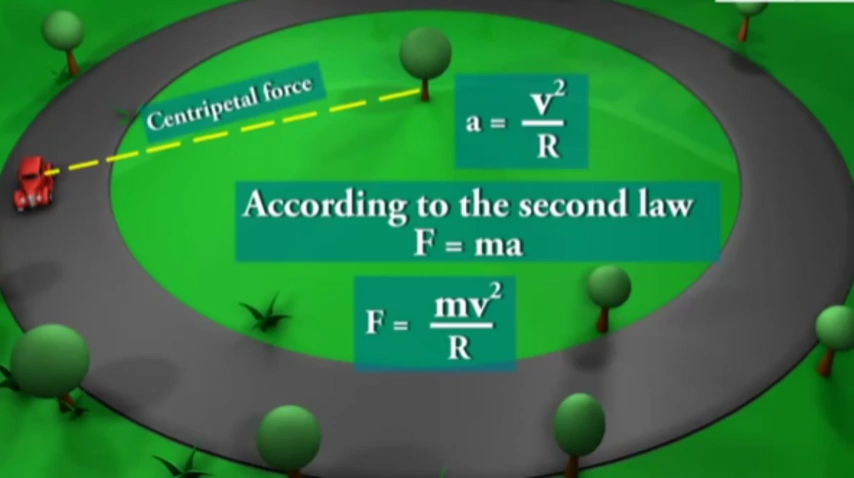 Centripetal force
a = v²
R
According to the second law
F = ma
F = mv²
R